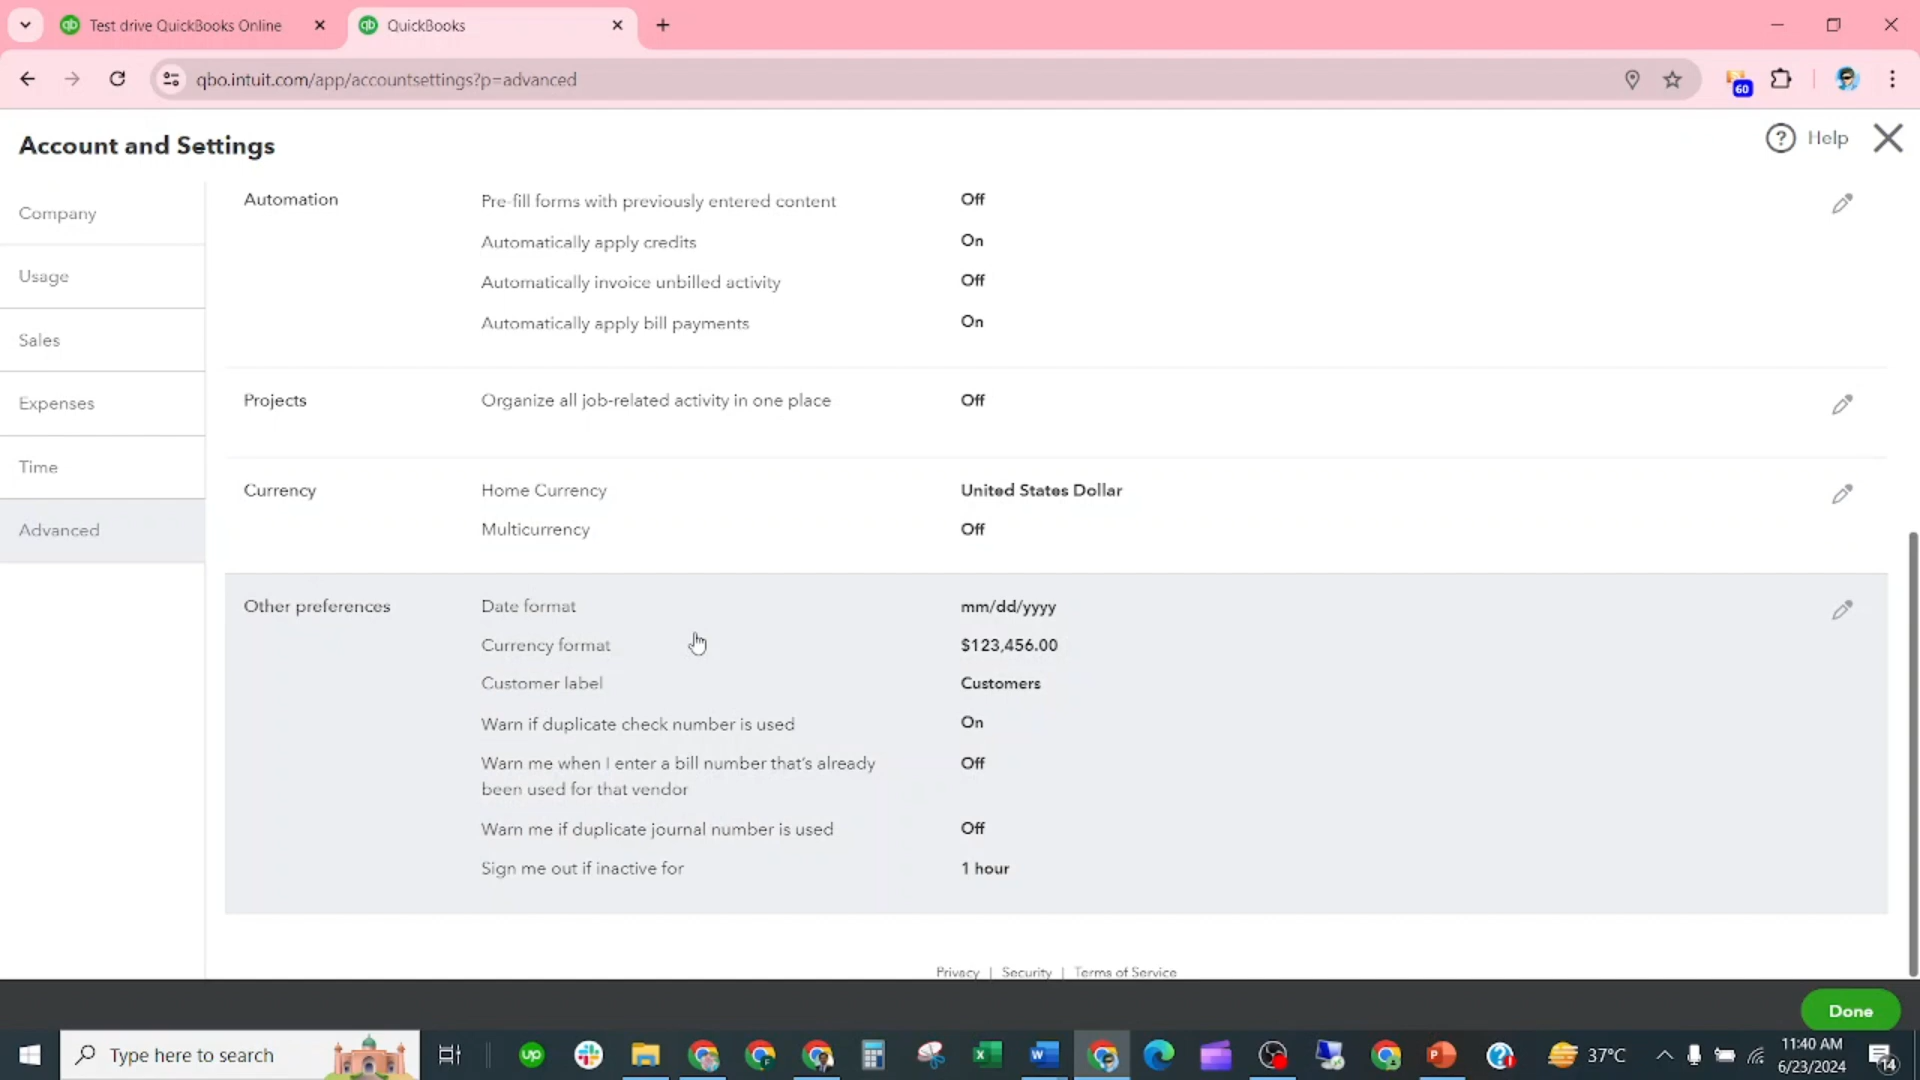 Test drive QuickBooks Online
QuickBooks
qbo.intuit.com/app/accountsettings?p=advanced
60
Account and Settings
? Help
Company
Usage
Sales
Expenses
Time
Advanced
Automation
Pre-fill forms with previously entered content Off
Automatically apply credits On
Automatically invoice unbilled activity Off
Automatically apply bill payments On
Projects Organize all job-related activity in one place Off
Currency Home Currency United States Dollar
Multicurrency Off
Other preferences Date format mm/dd/yyyy
Currency format $123,456.00
Customer label Customers
Warn if duplicate check number is used On
Warn me when I enter a bill number that's already Off
been used for that vendor
Warn me if duplicate journal number is used Off
Sign me out if inactive for 1 hour
Privacy | Security | Terms of Service
Done
Type here to search
37°C
11:40 AM
6/23/2024
14